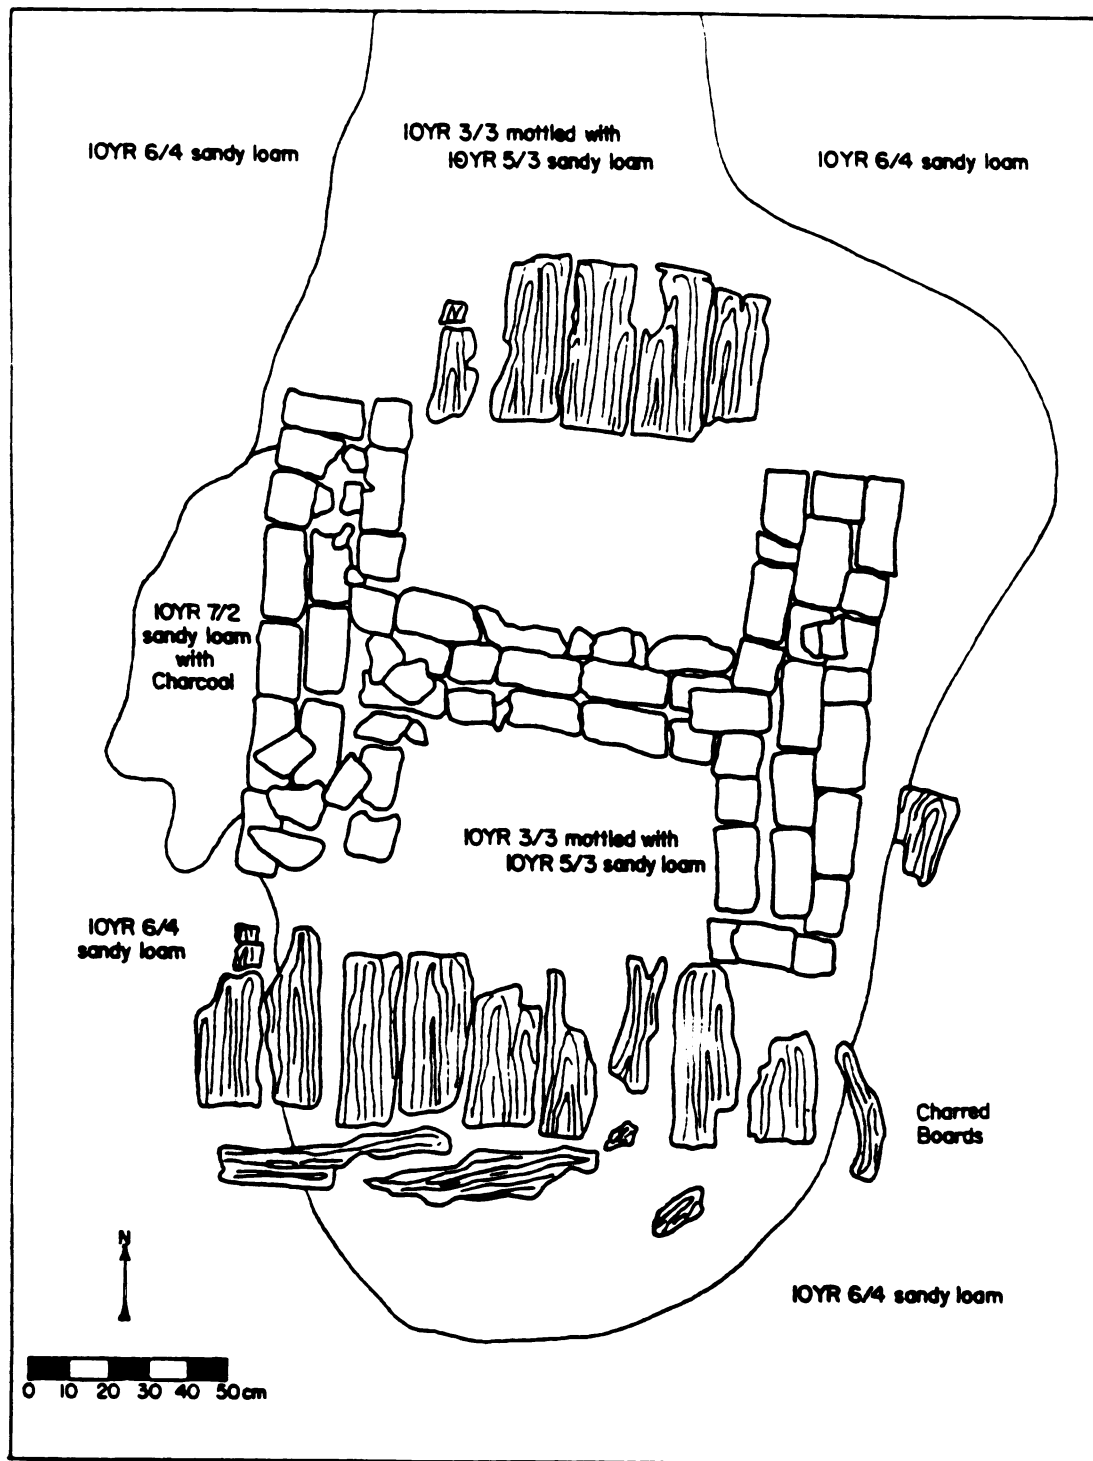 10YR 6/4 sandy loam
10YR 3/3 mottled with
10YR 5/3 sandy loam
10YR 6/4 sandy loam
10YR 7/2
sandy loam
with
Charcoal
10YR 3/3 mottled with
10YR 5/3 sandy loam
10YR 6/4
sandy loam
Charred
Boards
N
10YR 6/4 sandy loam
0 10 20 30 40 50cm